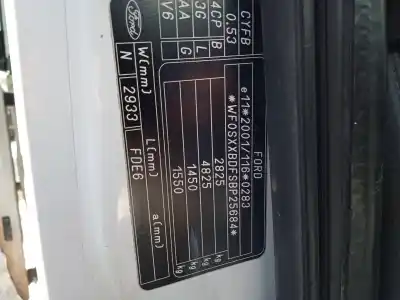 FORD
e11*2001/116*0283
*WF0SXXBDFSBP25684*
2825 kg
4825 kg
1450 kg
1550 kg
CYFB
0.53
4CP B
3G L
AA G
V6
Ford
W(mm) L(mm) a(mm)
N 2933 FDE6